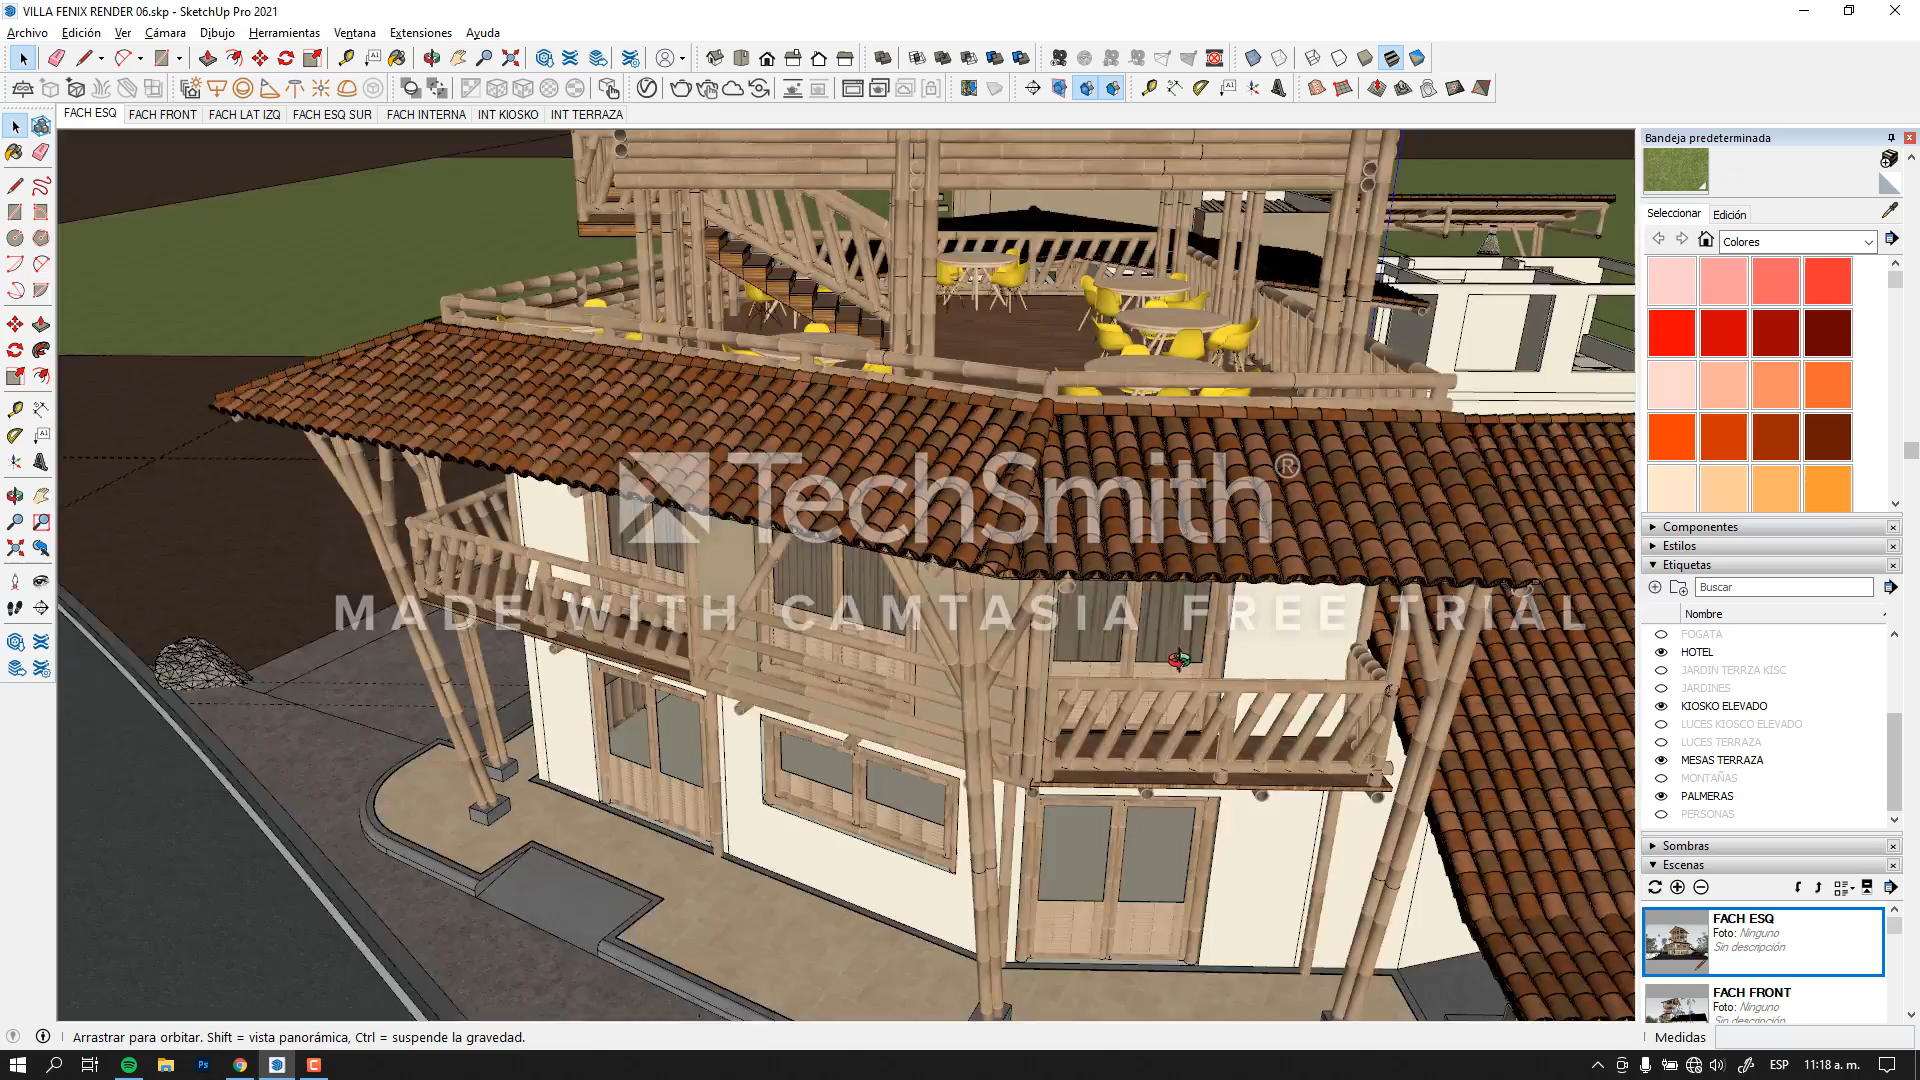 VILLA FENIX RENDER 06.skp - SketchUp Pro 2021
Archivo Edición Ver Cámara Dibujo Herramientas Ventana Extensiones Ayuda
FACH ESQ FACH FRONT FACH LAT IZQ FACH ESQ SUR FACH INTERNA INT KIOSKO INT TERRAZA
Bandeja predeterminada
Seleccionar Edición
Colores
Componentes
Estilos
Etiquetas
Buscar
Nombre
FOGATA
HOTEL
JARDIN TERRZA KISC
JARDINES
KIOSKO ELEVADO
LUCES KIOSCO ELEVADO
LUCES TERRAZA
MESAS TERRAZA
MONTAÑAS
PALMERAS
PERSONAS
Sombras
Escenas
FACH ESQ
Foto: Ninguno
Sin descripción
FACH FRONT
Foto: Ninguno
Sin descripción
TechSmith®
MADE WITH CAMTASIA FREE TRIAL
Arrastrar para orbitar. Shift = vista panorámica, Ctrl = suspende la gravedad.
Medidas
Ps
C
ESP 11:18 a. m.